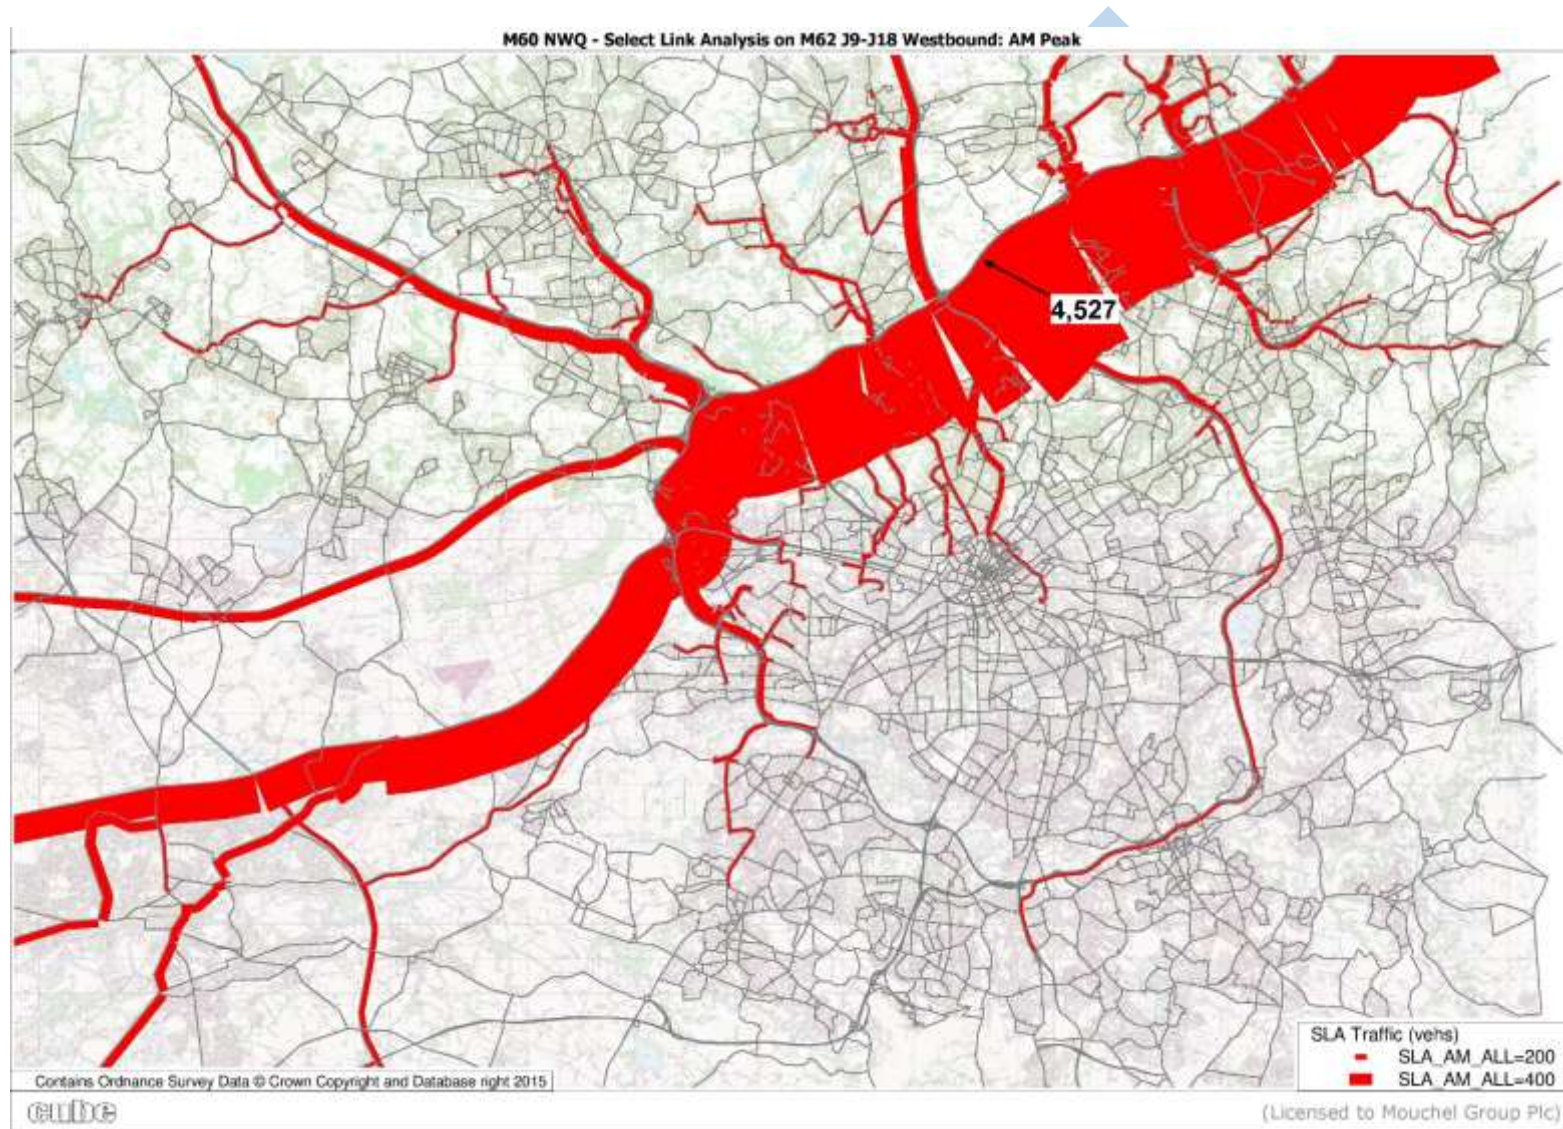 M60 NWQ - Select Link Analysis on M62 J9-J18 Westbound: AM Peak
4,527
SLA Traffic (vehs)
SLA_AM_ALL=200
SLA_AM_ALL=400
Contains Ordnance Survey Data © Crown Copyright and Database right 2015
cube
(Licensed to Mouchel Group Plc)